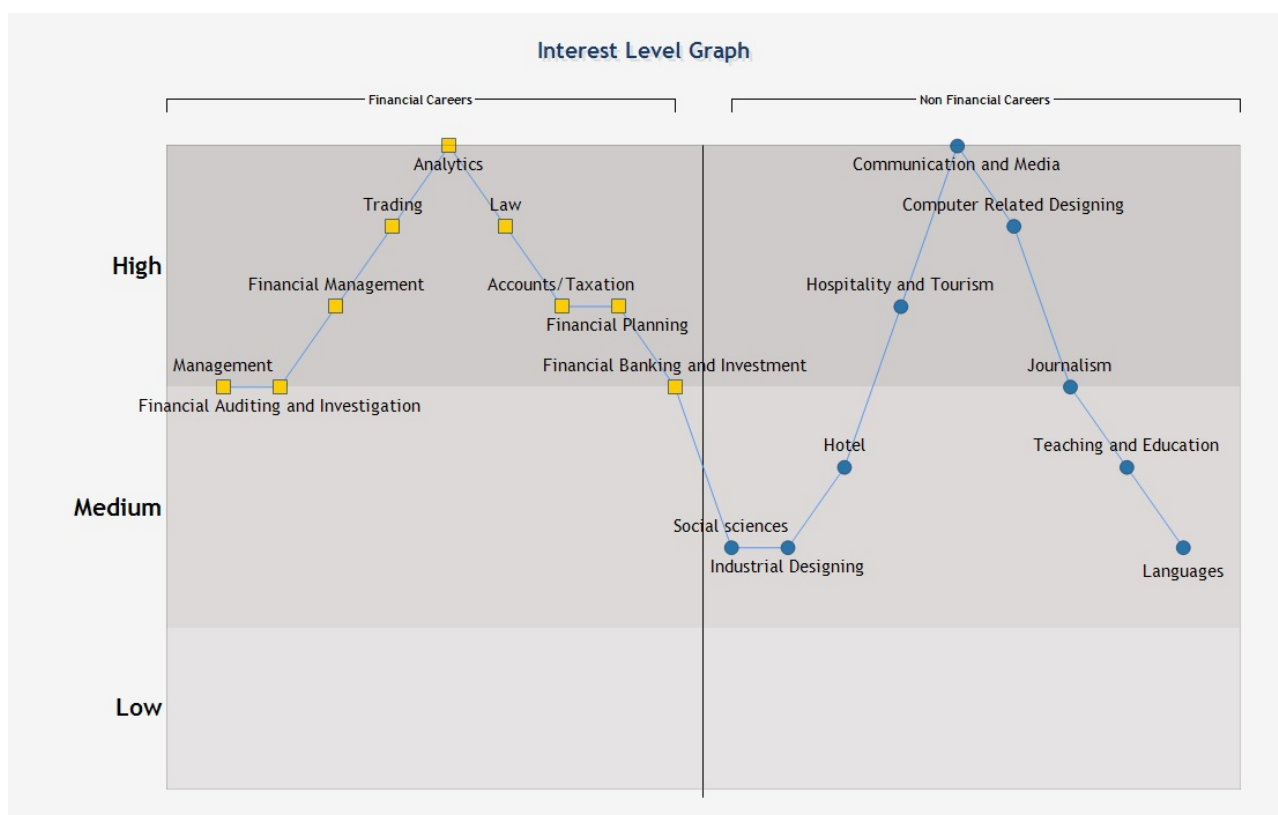 Interest Level Graph
Financial Careers
Non Financial Careers
Analytics
Communication and Media
Trading
Law
Computer Related Designing
High
Financial Management
Accounts/Taxation
Hospitality and Tourism
Financial Planning
Management
Financial Banking and Investment
Journalism
Financial Auditing and Investigation
Hotel
Teaching and Education
Medium
Social sciences
Industrial Designing
Languages
Low